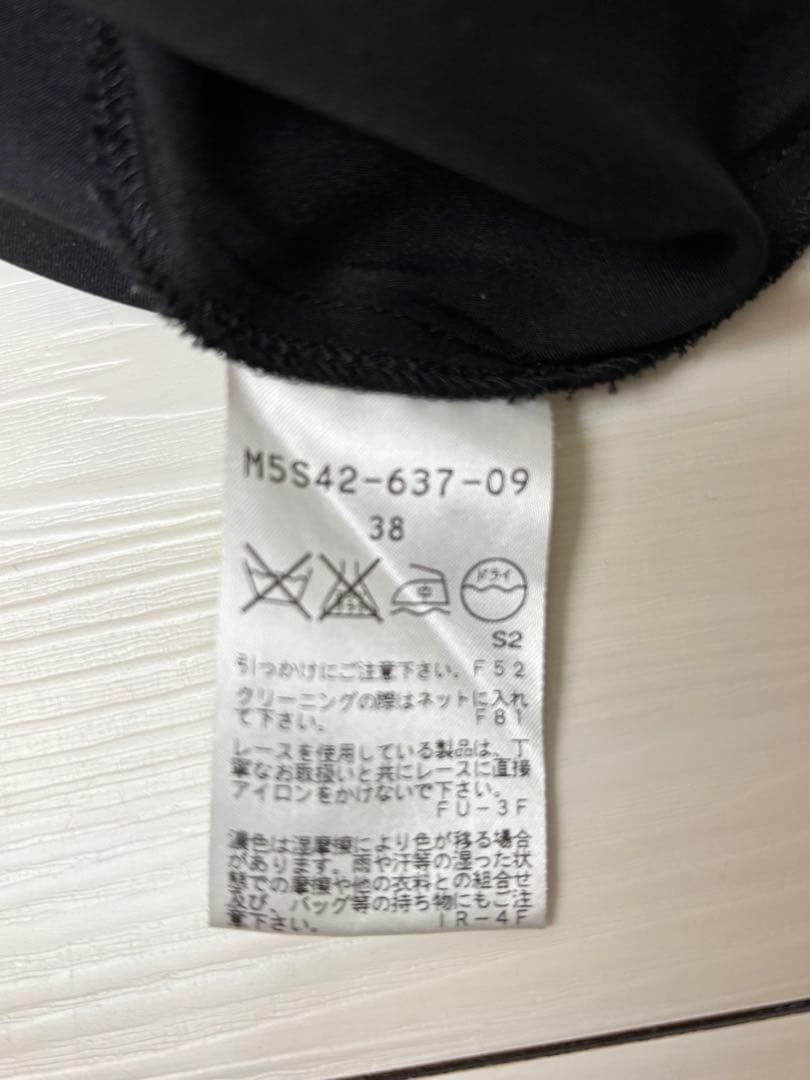 M5S42-637-09
38
中
ドライ
S2
引っかけにご注意下さい。F52
クリーニングの際はネットに入れ
て下さい。 F81
レースを使用している製品は、丁
寧なお取扱いと共にレースに直接
アイロンをかけないで下さい。
FU-3F
濃色は湿摩擦により色が移る場合
があります。雨や汗等の湿った状
態での摩擦や他の衣料との組合せ
及び、バッグ等の持ち物にもご注
意下さい。 IR-4F